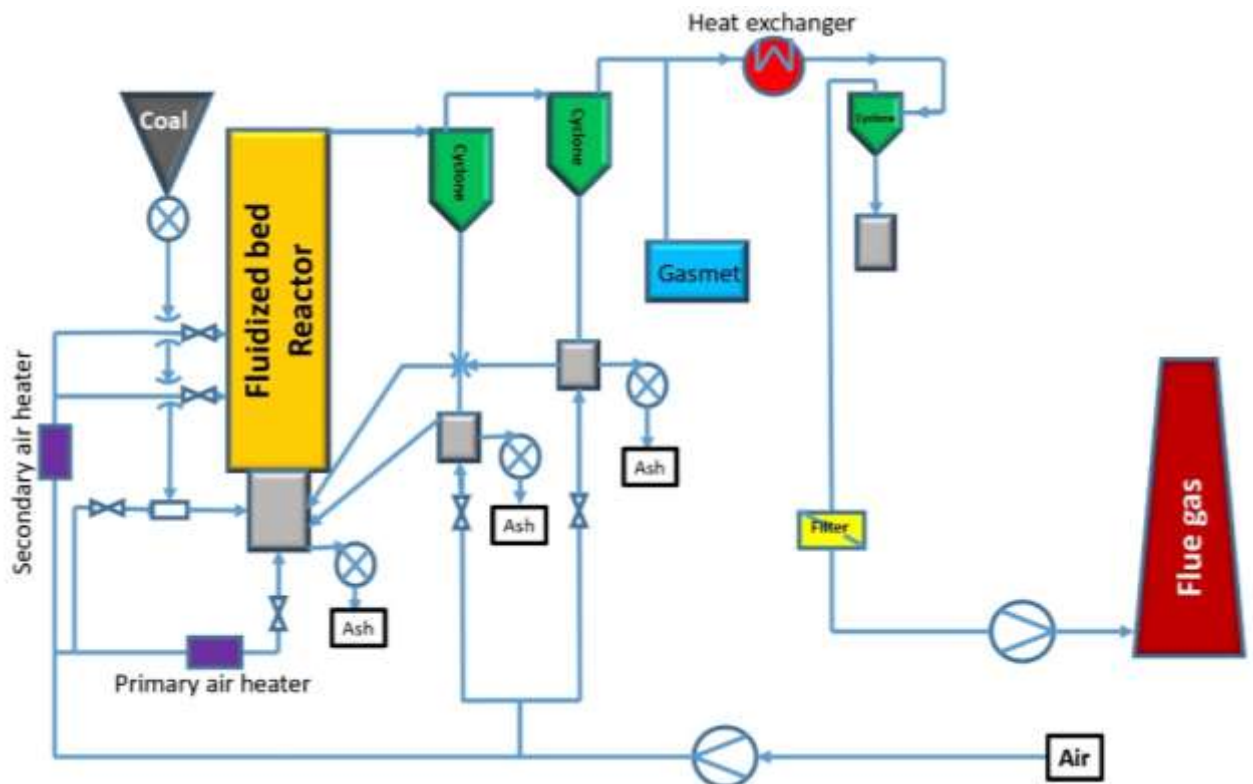 Heat exchanger
Coal
Cyclone
Cyclone
Cyclone
Fluidized bed
Reactor
Gasmet
Secondary air heater
Ash
Ash
Ash
Filter
Flue gas
Primary air heater
Air